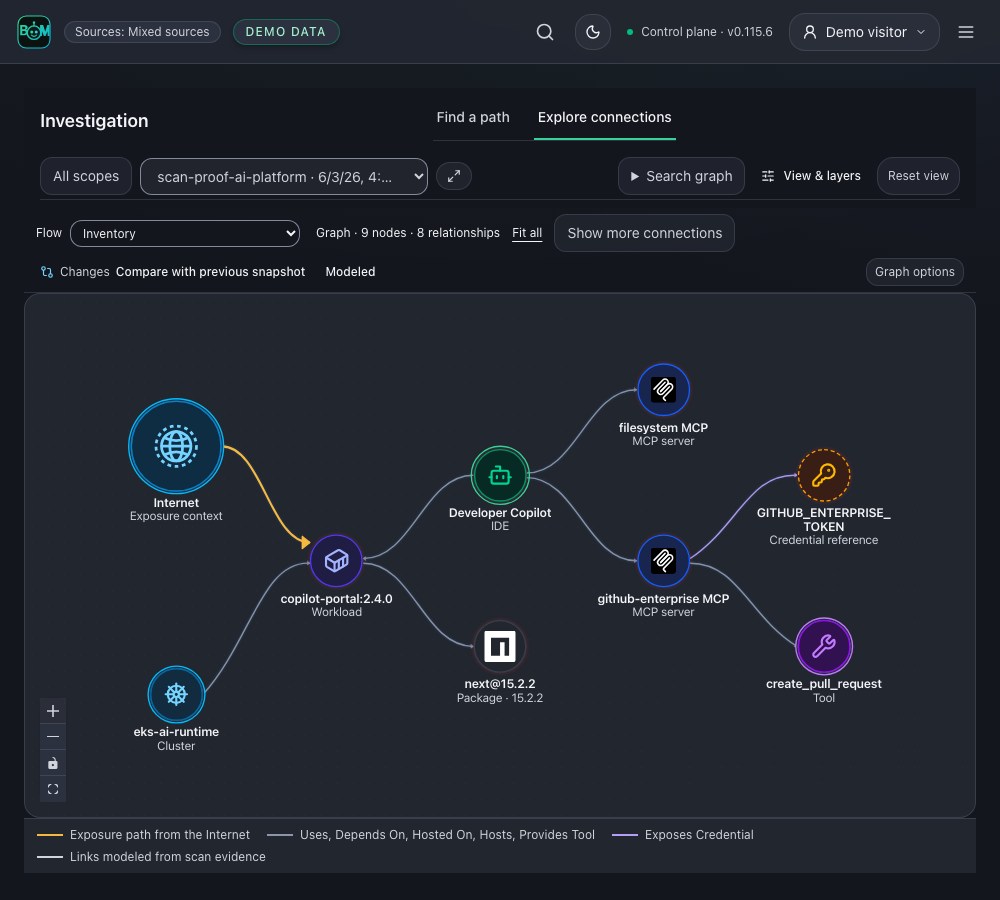 BOM
Sources: Mixed sources
DEMO DATA
Control plane · v0.115.6
Demo visitor
Investigation
Find a path
Explore connections
All scopes
scan-proof-ai-platform · 6/3/26, 4:...
Search graph
View & layers
Reset view
Flow
Inventory
Graph · 9 nodes · 8 relationships
Fit all
Show more connections
Changes
Compare with previous snapshot
Modeled
Graph options
filesystem MCP
MCP server
Internet
Exposure context
Developer Copilot
IDE
GITHUB_ENTERPRISE_
TOKEN
Credential reference
copilot-portal:2.4.0
Workload
github-enterprise MCP
MCP server
next@15.2.2
Package · 15.2.2
create_pull_request
Tool
eks-ai-runtime
Cluster
Exposure path from the Internet
Uses, Depends On, Hosted On, Hosts, Provides Tool
Exposes Credential
Links modeled from scan evidence